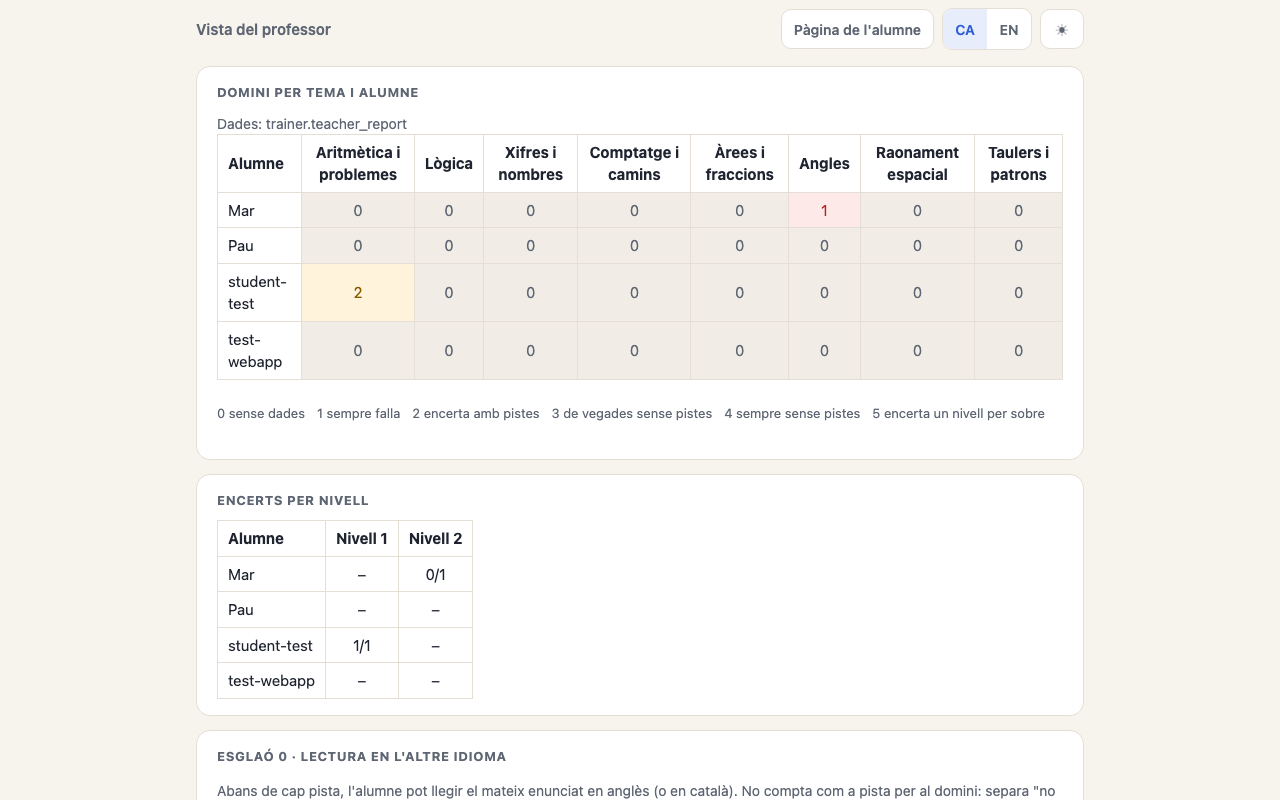 Vista del professor
Pàgina de l'alumne
CA EN
DOMINI PER TEMA I ALUMNE
Dades: trainer.teacher_report
Alumne Aritmètica i problemes Lògica Xifres i nombres Comptatge i camins Àrees i fraccions Angles Raonament espacial Taulers i patrons
Mar 0 0 0 0 0 1 0 0
Pau 0 0 0 0 0 0 0 0
student-test 2 0 0 0 0 0 0 0
test-webapp 0 0 0 0 0 0 0 0
0 sense dades 1 sempre falla 2 encerta amb pistes 3 de vegades sense pistes 4 sempre sense pistes 5 encerta un nivell per sobre
ENCERTS PER NIVELL
Alumne Nivell 1 Nivell 2
Mar – 0/1
Pau – –
student-test 1/1 –
test-webapp – –
ESGLAÓ 0 · LECTURA EN L'ALTRE IDIOMA
Abans de cap pista, l'alumne pot llegir el mateix enunciat en anglès (o en català). No compta com a pista per al domini: separa "no